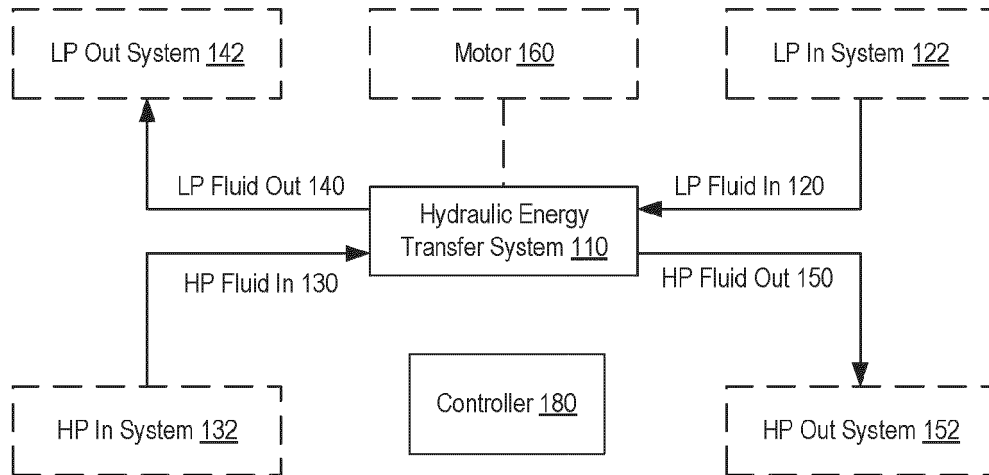 LP Out System 142
Motor 160
LP In System 122
LP Fluid Out 140
LP Fluid In 120
Hydraulic Energy
Transfer System 110
HP Fluid In 130
HP Fluid Out 150
Controller 180
HP In System 132
HP Out System 152